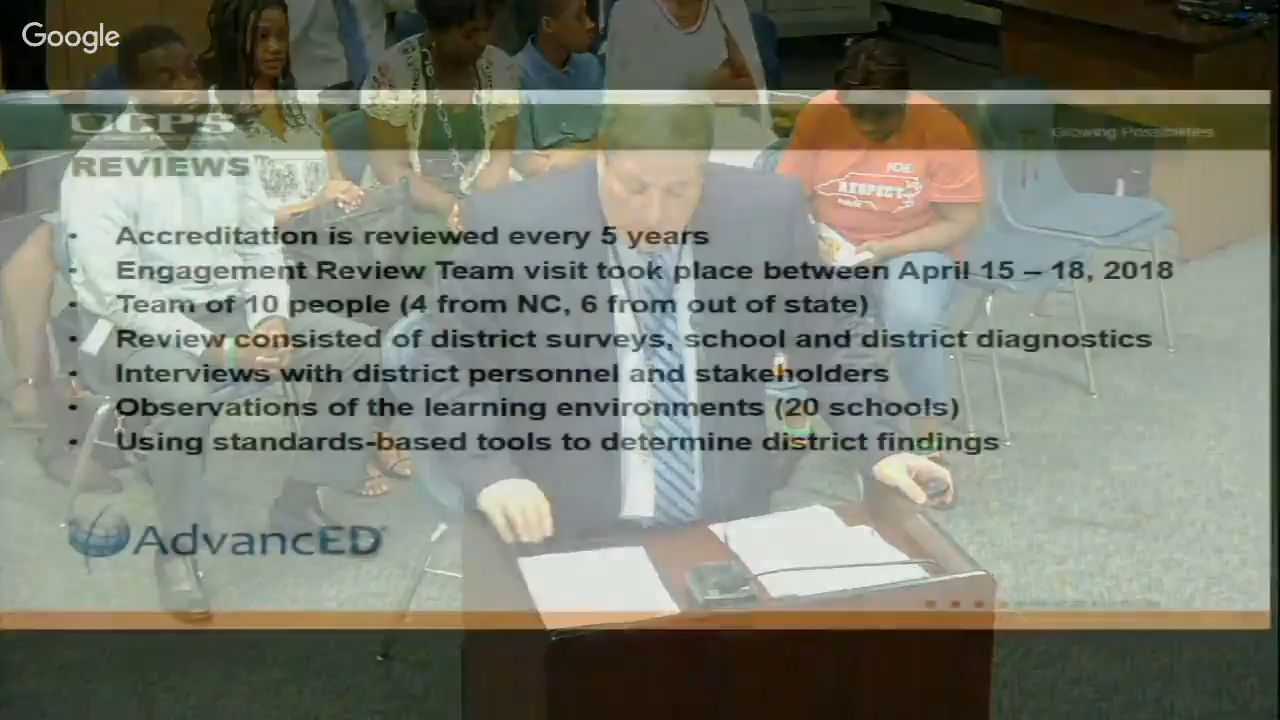 Google
UCPS
Growing Possibilities
REVIEWS
• Accreditation is reviewed every 5 years
• Engagement Review Team visit took place between April 15 – 18, 2018
• Team of 10 people (4 from NC, 6 from out of state)
• Review consisted of district surveys, school and district diagnostics
• Interviews with district personnel and stakeholders
• Observations of the learning environments (20 schools)
• Using standards-based tools to determine district findings
AdvancED
RESPECT